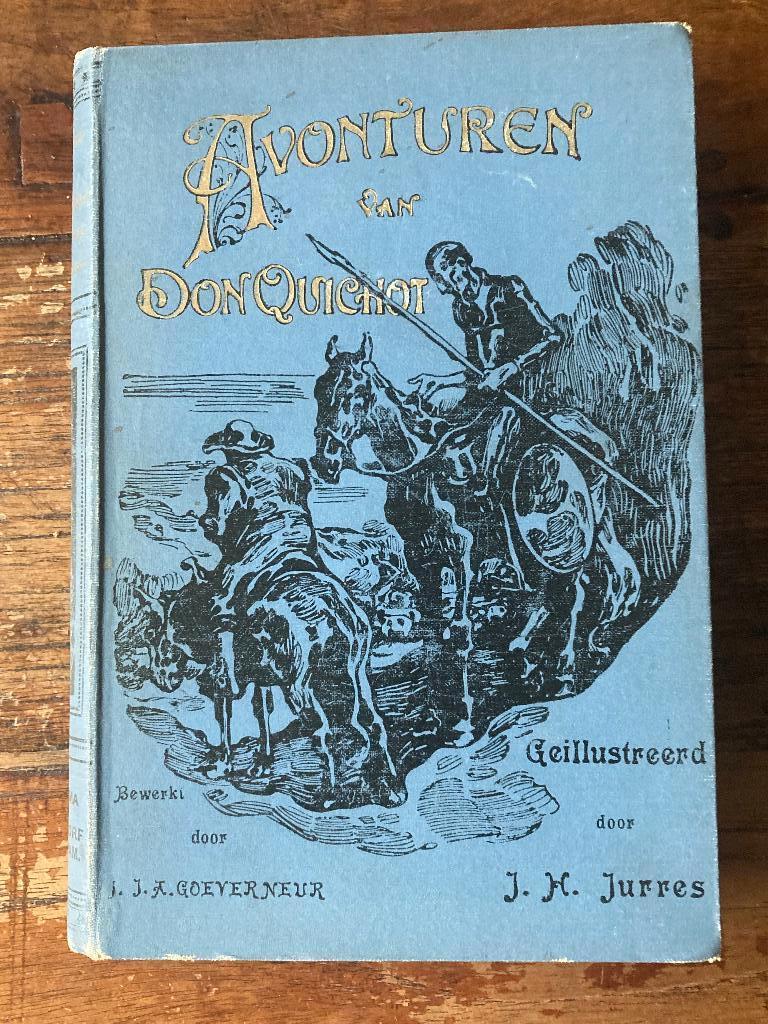 AVONTUREN
VAN
DON QUICHOT
Bewerkt
door
J. J. A. GOEVERNEUR
Geillustreerd
door
J. H. Jurres